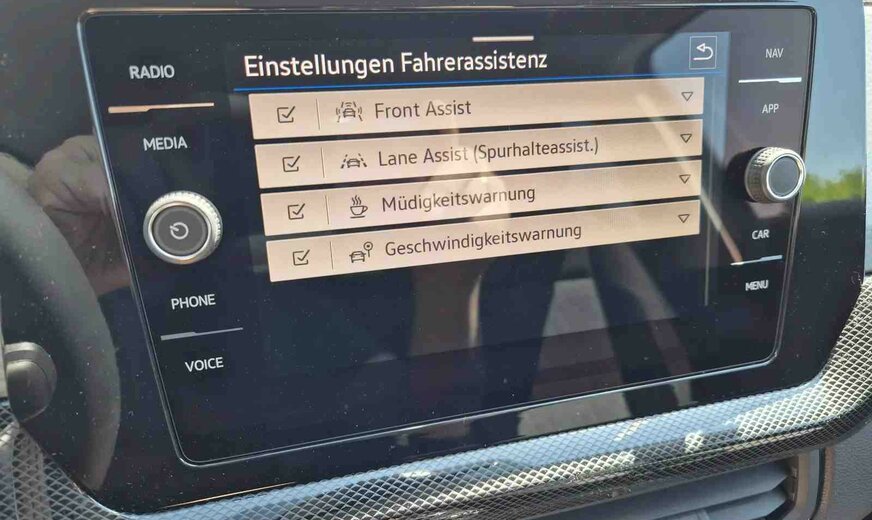 RADIO
MEDIA
PHONE
VOICE
Einstellungen Fahrerassistenz
Front Assist
Lane Assist (Spurhalteassist.)
Müdigkeitswarnung
Geschwindigkeitswarnung
NAV
APP
CAR
MENU